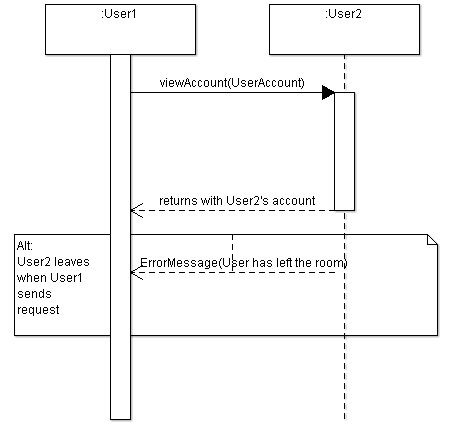 :User1
:User2
viewAccount(UserAccount)
returns with User2's account
Alt:
User2 leaves
when User1
sends
request
ErrorMessage(User has left the room)